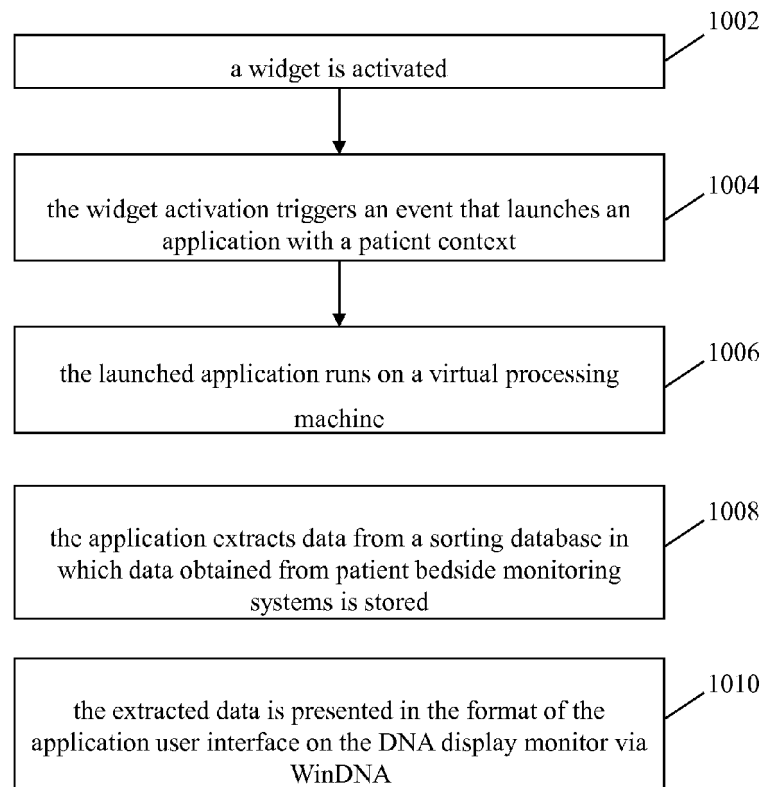 1002
a widget is activated
1004
the widget activation triggers an event that launches an
application with a patient context
1006
the launched application runs on a virtual processing
machine
1008
the application extracts data from a sorting database in
which data obtained from patient bedside monitoring
systems is stored
1010
the extracted data is presented in the format of the
application user interface on the DNA display monitor via
WinDNA